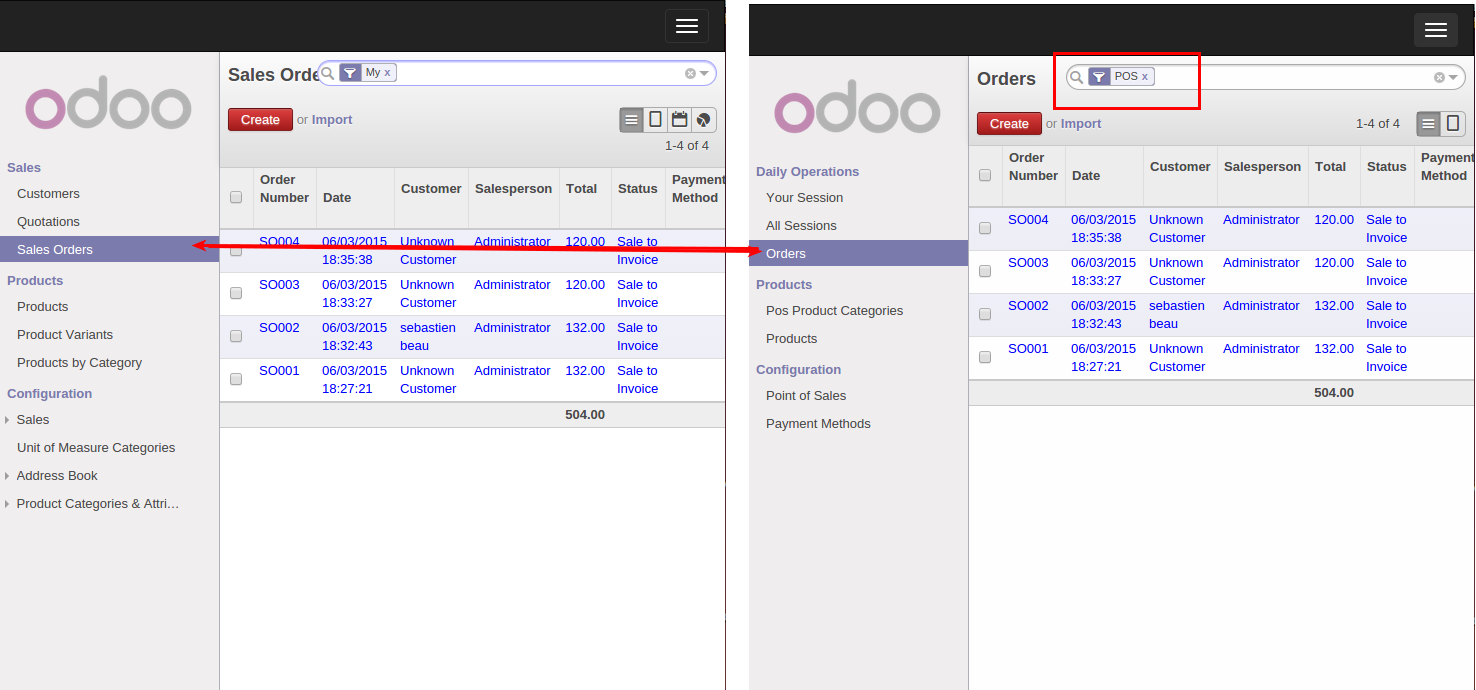 odoo
Sales
Customers
Quotations
Sales Orders
Products
Products
Product Variants
Products by Category
Configuration
Sales
Unit of Measure Categories
Address Book
Product Categories & Attri…
Sales Orde
My x
Create or Import
1-4 of 4
Order Number Date Customer Salesperson Total Status Payment Method
SO004 06/03/2015 Unknown Administrator 120.00 Sale to
18:35:38 Customer Invoice
SO003 06/03/2015 Unknown Administrator 120.00 Sale to
18:33:27 Customer Invoice
SO002 06/03/2015 sebastien Administrator 132.00 Sale to
18:32:43 beau Invoice
SO001 06/03/2015 Unknown Administrator 132.00 Sale to
18:27:21 Customer Invoice
504.00
odoo
Daily Operations
Your Session
All Sessions
Orders
Products
Pos Product Categories
Products
Configuration
Point of Sales
Payment Methods
Orders
POS x
Create or Import 1-4 of 4
Order Number Date Customer Salesperson Total Status Payment Method
SO004 06/03/2015 Unknown Administrator 120.00 Sale to
18:35:38 Customer Invoice
SO003 06/03/2015 Unknown Administrator 120.00 Sale to
18:33:27 Customer Invoice
SO002 06/03/2015 sebastien Administrator 132.00 Sale to
18:32:43 beau Invoice
SO001 06/03/2015 Unknown Administrator 132.00 Sale to
18:27:21 Customer Invoice
504.00